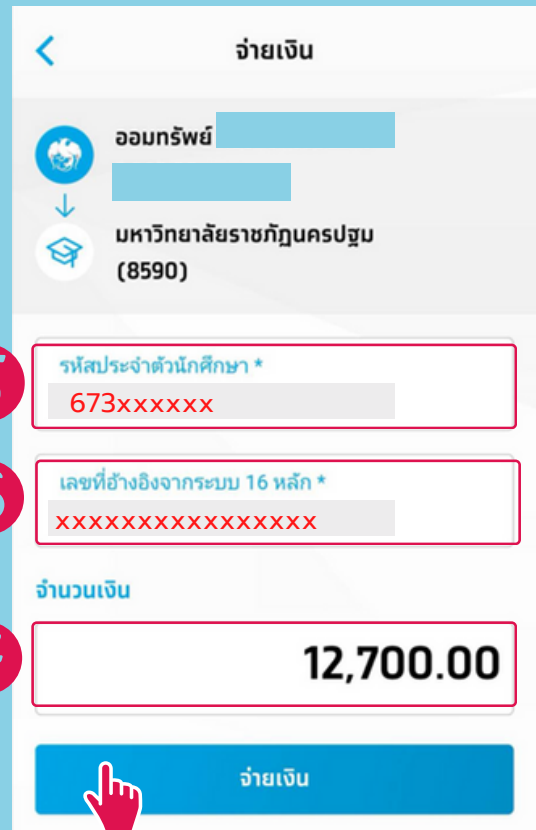 จ่ายเงิน
ออมทรัพย์
มหาวิทยาลัยราชภัฏนครปฐม
(8590)
รหัสประจำตัวนักศึกษา *
673xxxxxx
เลขที่อ้างอิงจากระบบ 16 หลัก *
xxxxxxxxxxxxxxxx
จำนวนเงิน
12,700.00
จ่ายเงิน